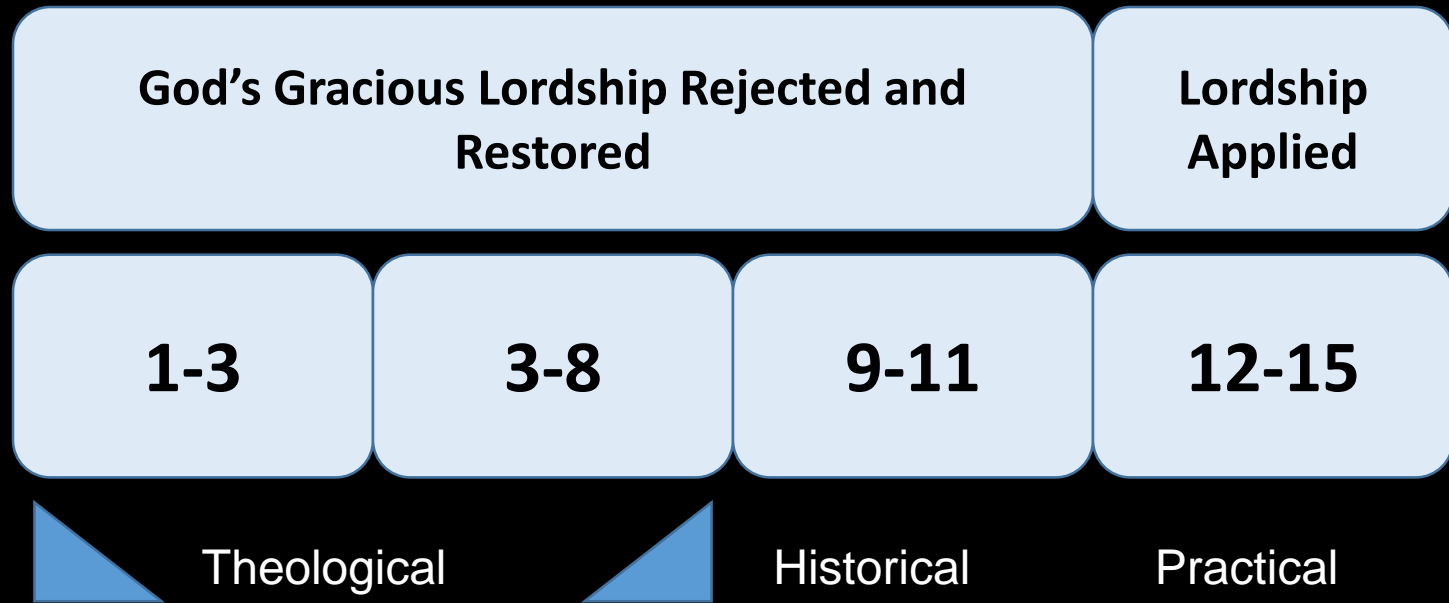 God’s Gracious Lordship Rejected and
Restored
Lordship
Applied
1-3
3-8
9-11
12-15
Theological
Historical
Practical